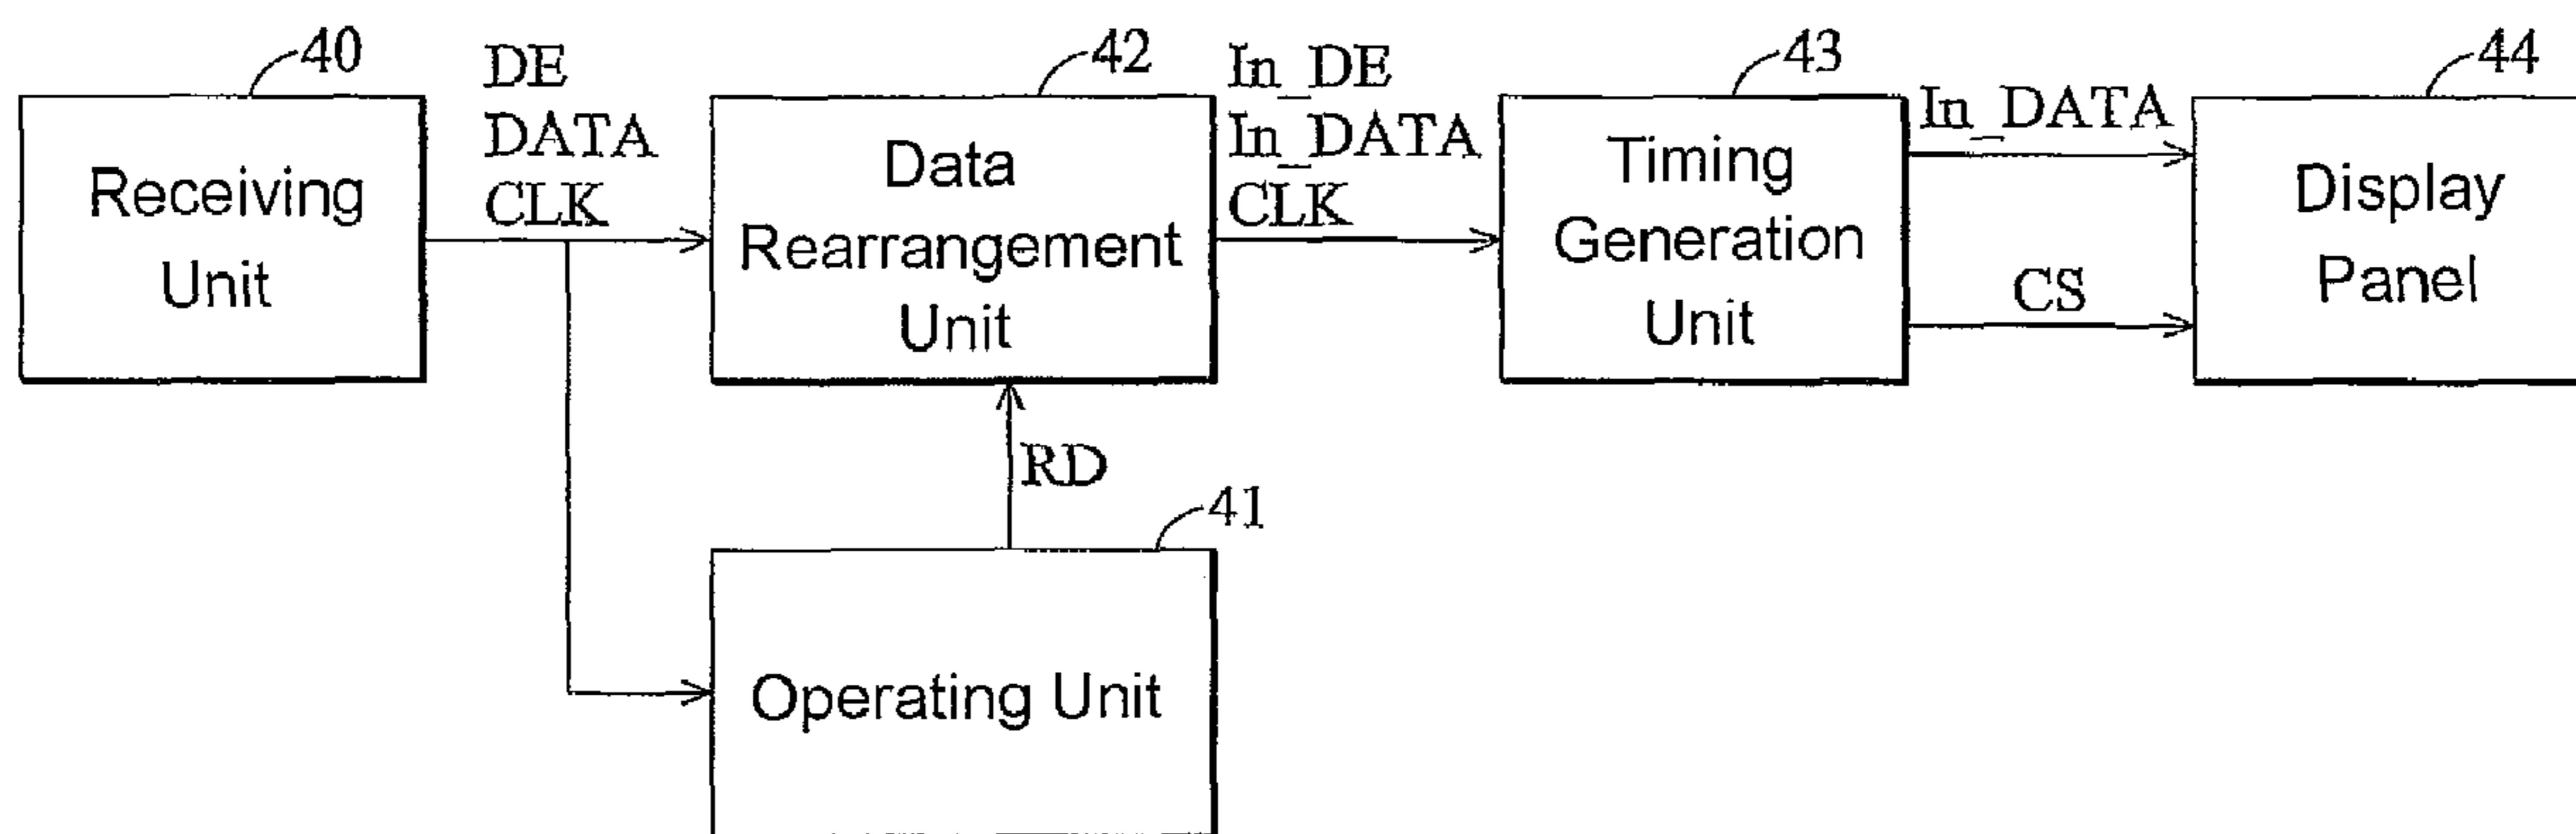 40
Receiving
Unit
DE
DATA
CLK
42
Data
Rearrangement
Unit
In_DE
In_DATA
CLK
43
Timing
Generation
Unit
In_DATA
CS
44
Display
Panel
RD
41
Operating Unit